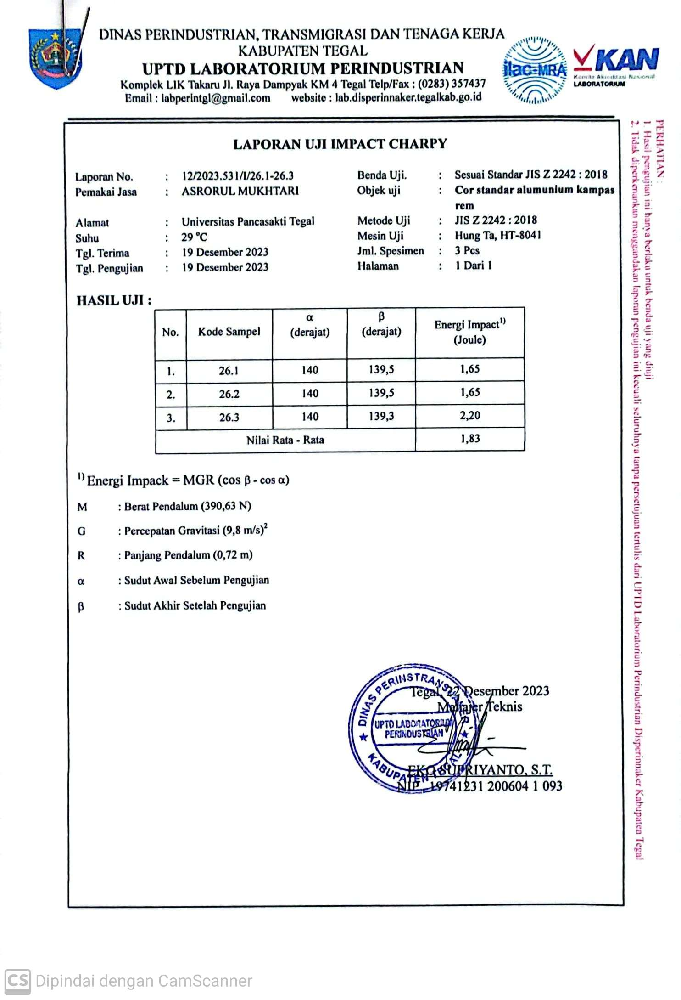 DINAS PERINDUSTRIAN, TRANSMIGRASI DAN TENAGA KERJA
KABUPATEN TEGAL
UPTD LABORATORIUM PERINDUSTRIAN
Komplek LIK Takaru Jl. Raya Dampyak KM 4 Tegal Telp/Fax : (0283) 357437
Email : labperintgl@gmail.com website : lab.disperinnaker.tegalkab.go.id
ilac-MRA
KAN
Komite Akreditasi Nasional
LABORATORIUM
LAPORAN UJI IMPACT CHARPY
Laporan No. : 12/2023.531/I/26.1-26.3 Benda Uji. : Sesuai Standar JIS Z 2242 : 2018
Pemakai Jasa : ASRORUL MUKHTARI Objek uji : Cor standar alumunium kampas
rem
Alamat : Universitas Pancasakti Tegal Metode Uji : JIS Z 2242 : 2018
Suhu : 29 °C Mesin Uji : Hung Ta, HT-8041
Tgl. Terima : 19 Desember 2023 Jml. Spesimen : 3 Pcs
Tgl. Pengujian : 19 Desember 2023 Halaman : 1 Dari 1
HASIL UJI :
No. Kode Sampel α (derajat) β (derajat) Energi Impact¹⁾ (Joule)
1. 26.1 140 139,5 1,65
2. 26.2 140 139,5 1,65
3. 26.3 140 139,3 2,20
Nilai Rata - Rata 1,83
¹⁾ Energi Impack = MGR (cos β - cos α)
M : Berat Pendalum (390,63 N)
G : Percepatan Gravitasi (9,8 m/s)²
R : Panjang Pendalum (0,72 m)
α : Sudut Awal Sebelum Pengujian
β : Sudut Akhir Setelah Pengujian
Tegal, 22 Desember 2023
Manajer Teknis
DINAS PERINSTRANSNAKER
UPTD LABORATORIUM
PERINDUSTRIAN
KABUPATEN TEGAL
EKO SUPRIYANTO, S.T.
NIP. 19741231 200604 1 093
PERHATIAN :
1. Hasil pengujian ini hanya berlaku untuk benda uji yang diuji
2. Tidak diperkenankan menggandakan laporan pengujian ini kecuali seluruhnya tanpa persetujuan tertulis dari UPTD Laboratorium Perindustrian Disperinnaker Kabupaten Tegal
CS Dipindai dengan CamScanner